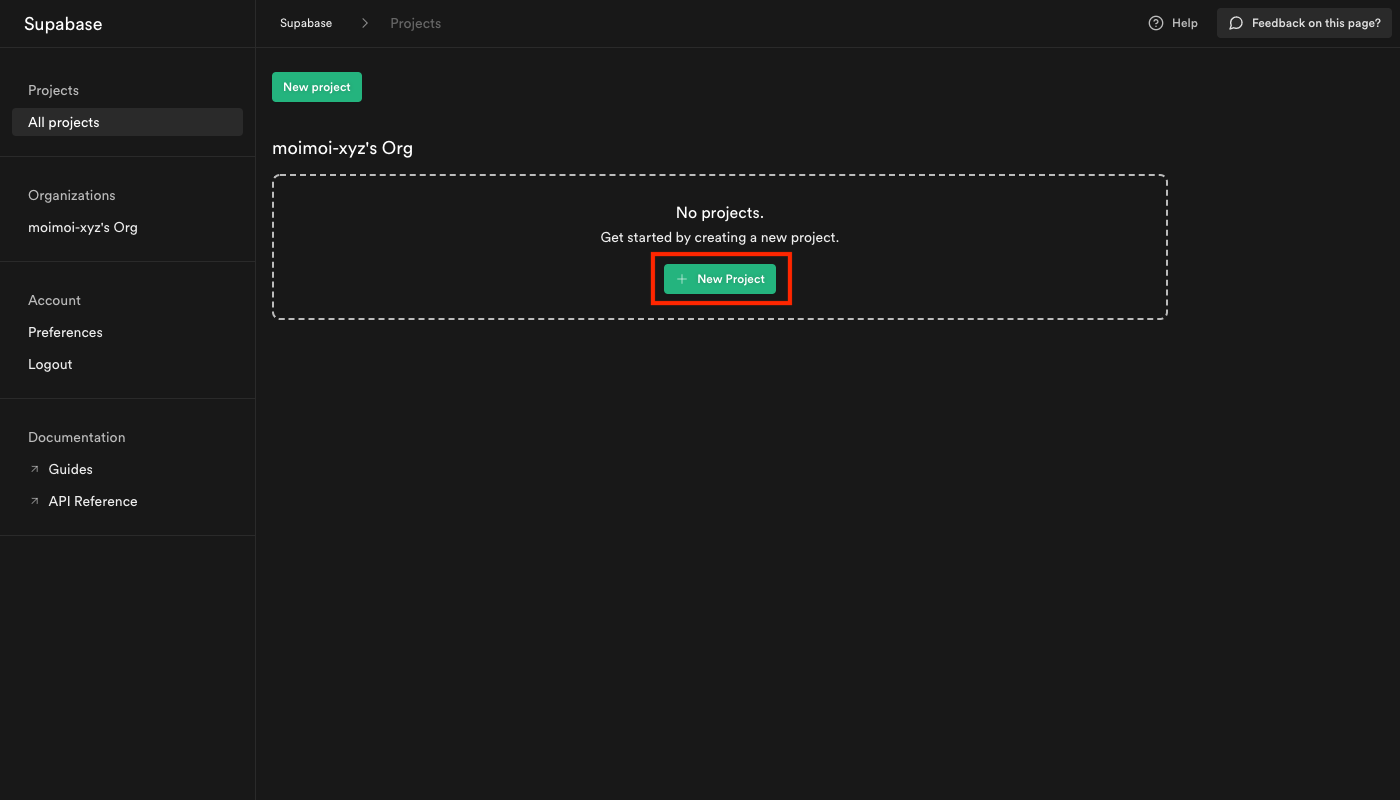 Supabase
Supabase
Projects
Help
Feedback on this page?
Projects
All projects
Organizations
moimoi-xyz's Org
Account
Preferences
Logout
Documentation
Guides
API Reference
New project
moimoi-xyz's Org
No projects.
Get started by creating a new project.
New Project